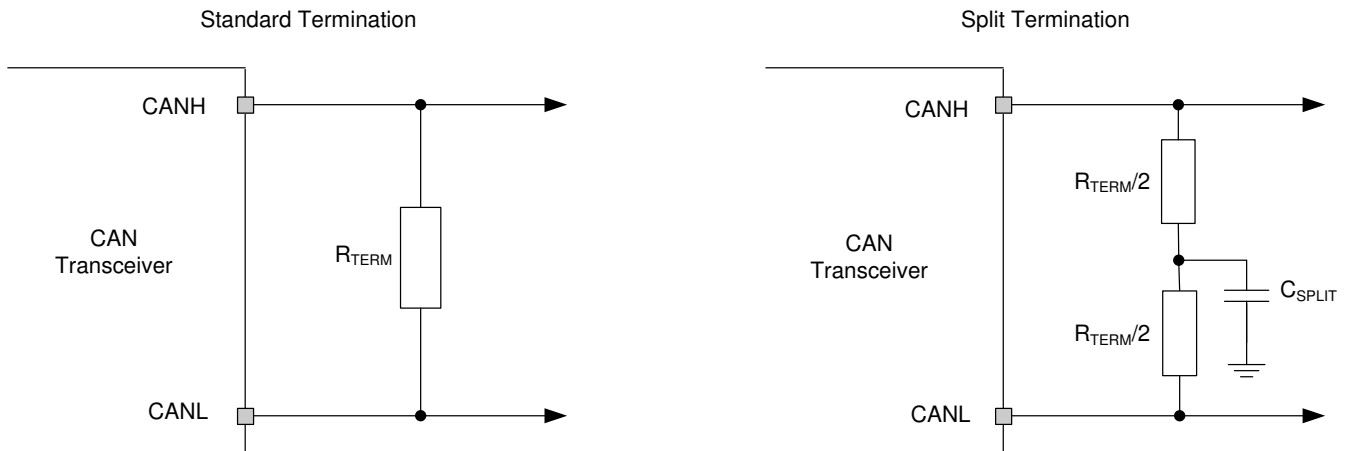 Standard Termination
CANH
CAN
Transceiver
RTERM
CANL
Split Termination
CANH
RTERM/2
CAN
Transceiver
CSPLIT
RTERM/2
CANL